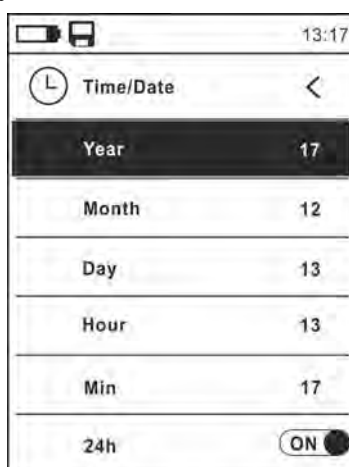 13:17
Time/Date
Year 17
Month 12
Day 13
Hour 13
Min 17
24h ON